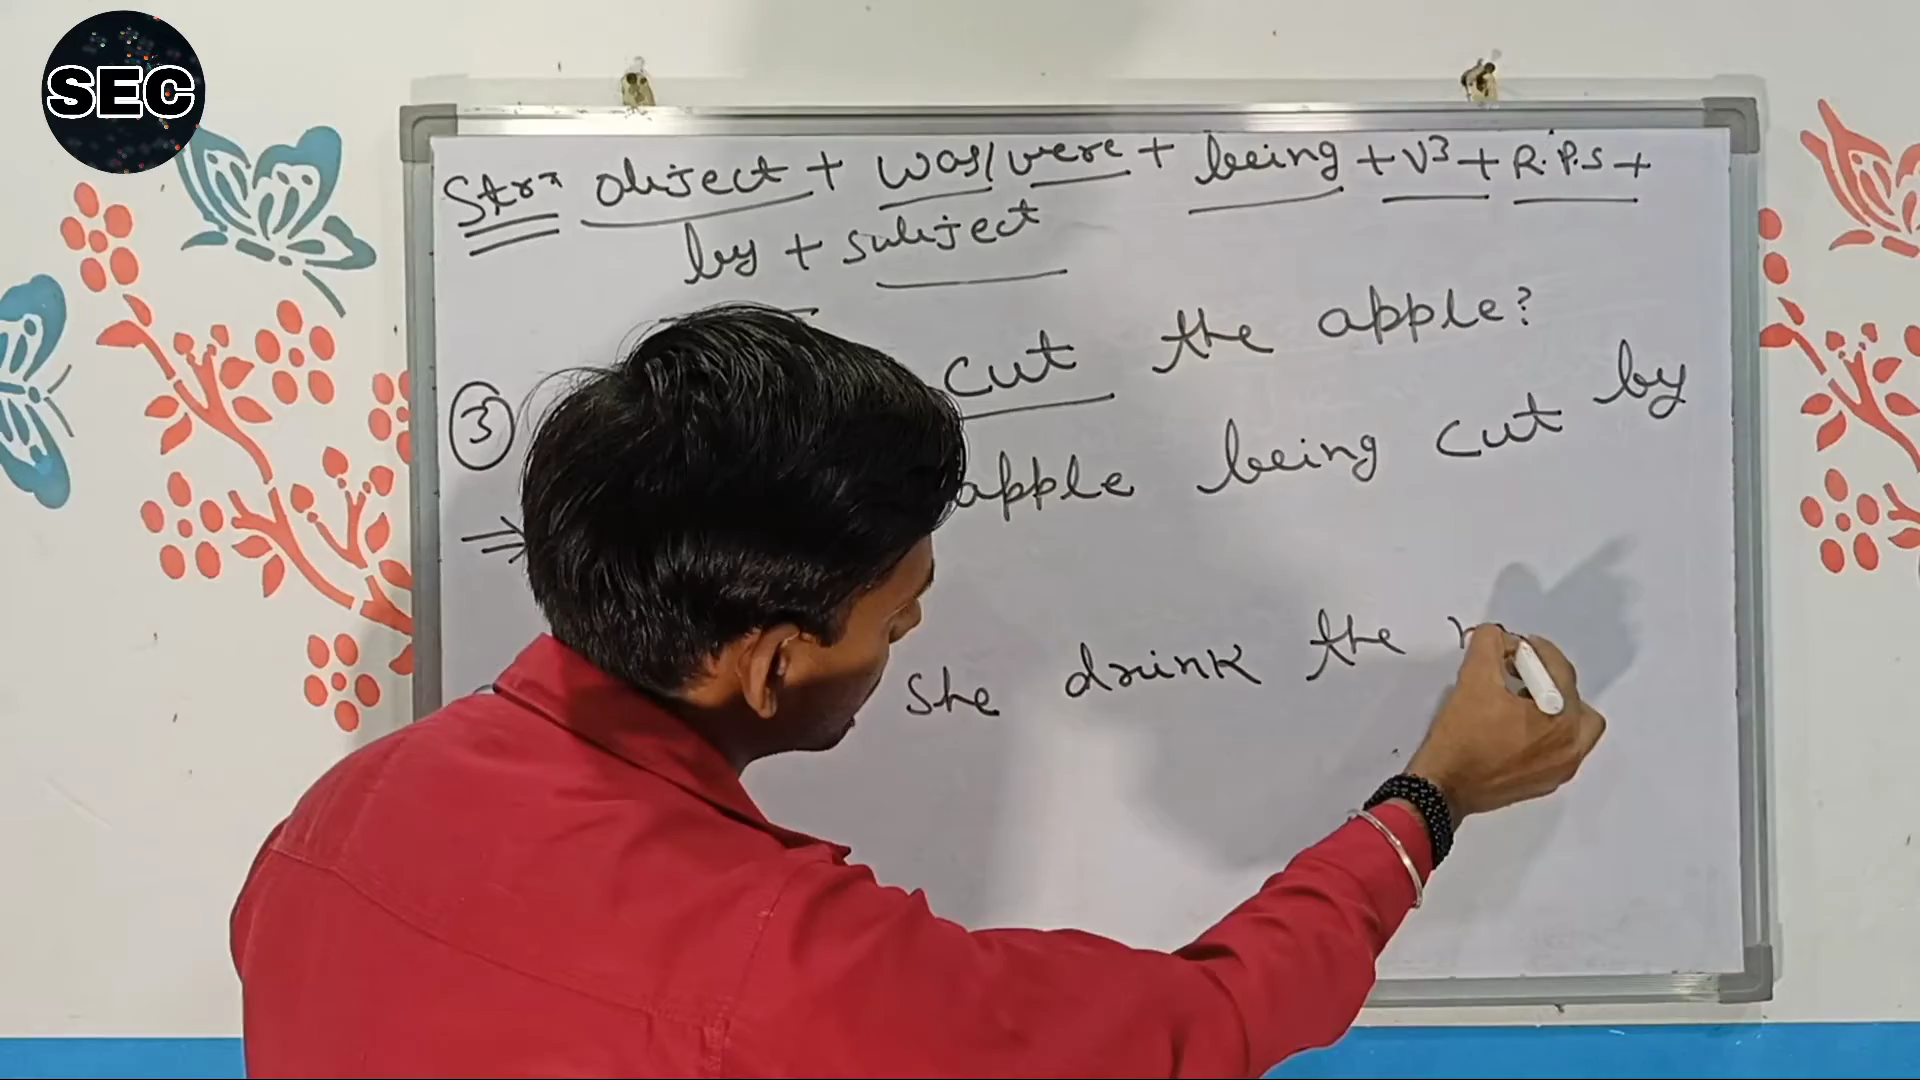 SEC
Str^n object + was/were + being + V³ + R.P.S +
by + subject
③ cut the apple?
⇒ apple being cut by
She drink the